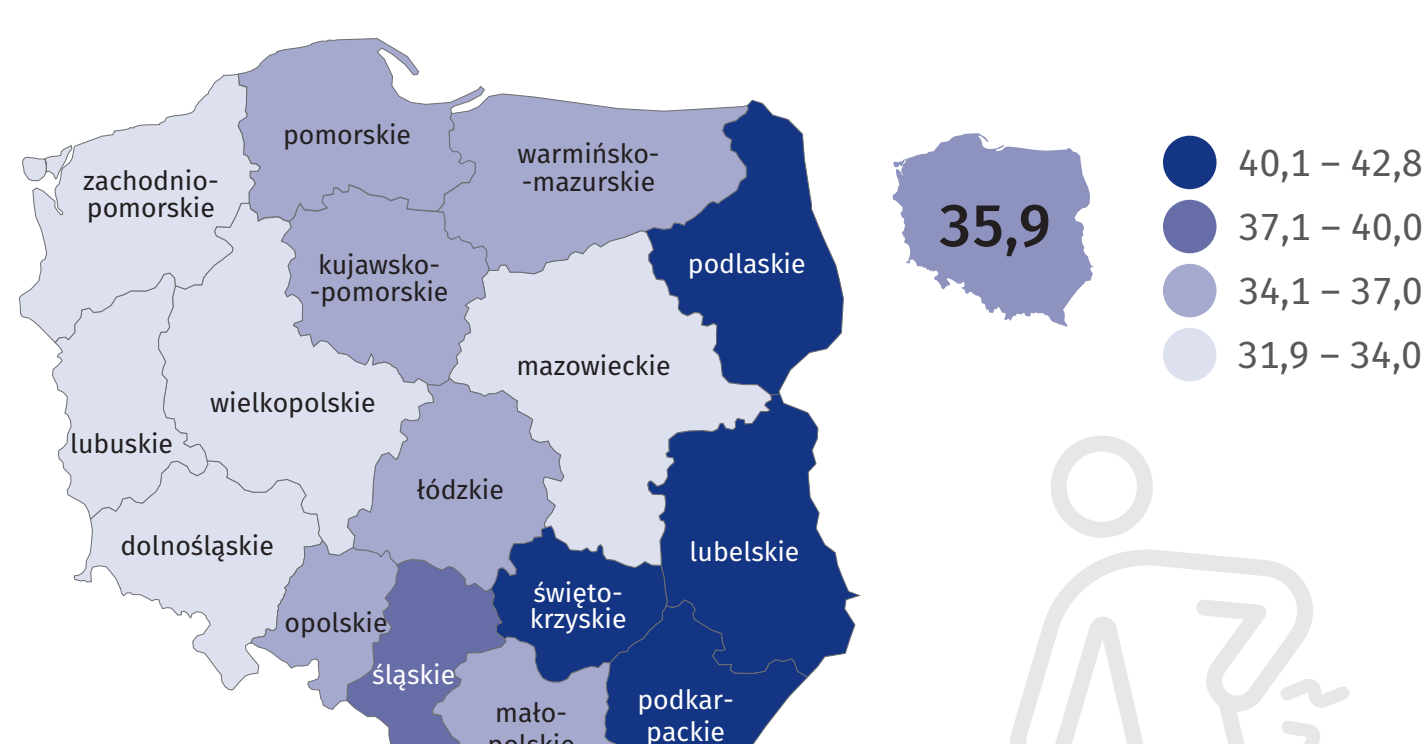 pomorskie
warmińsko-
-mazurskie
zachodnio-
pomorskie
kujawsko-
-pomorskie
podlaskie
mazowieckie
wielkopolskie
lubuskie
łódzkie
dolnośląskie
lubelskie
święto-
krzyskie
opolskie
śląskie
mało-
polskie
podkar-
packie
35,9
40,1 – 42,8
37,1 – 40,0
34,1 – 37,0
31,9 – 34,0